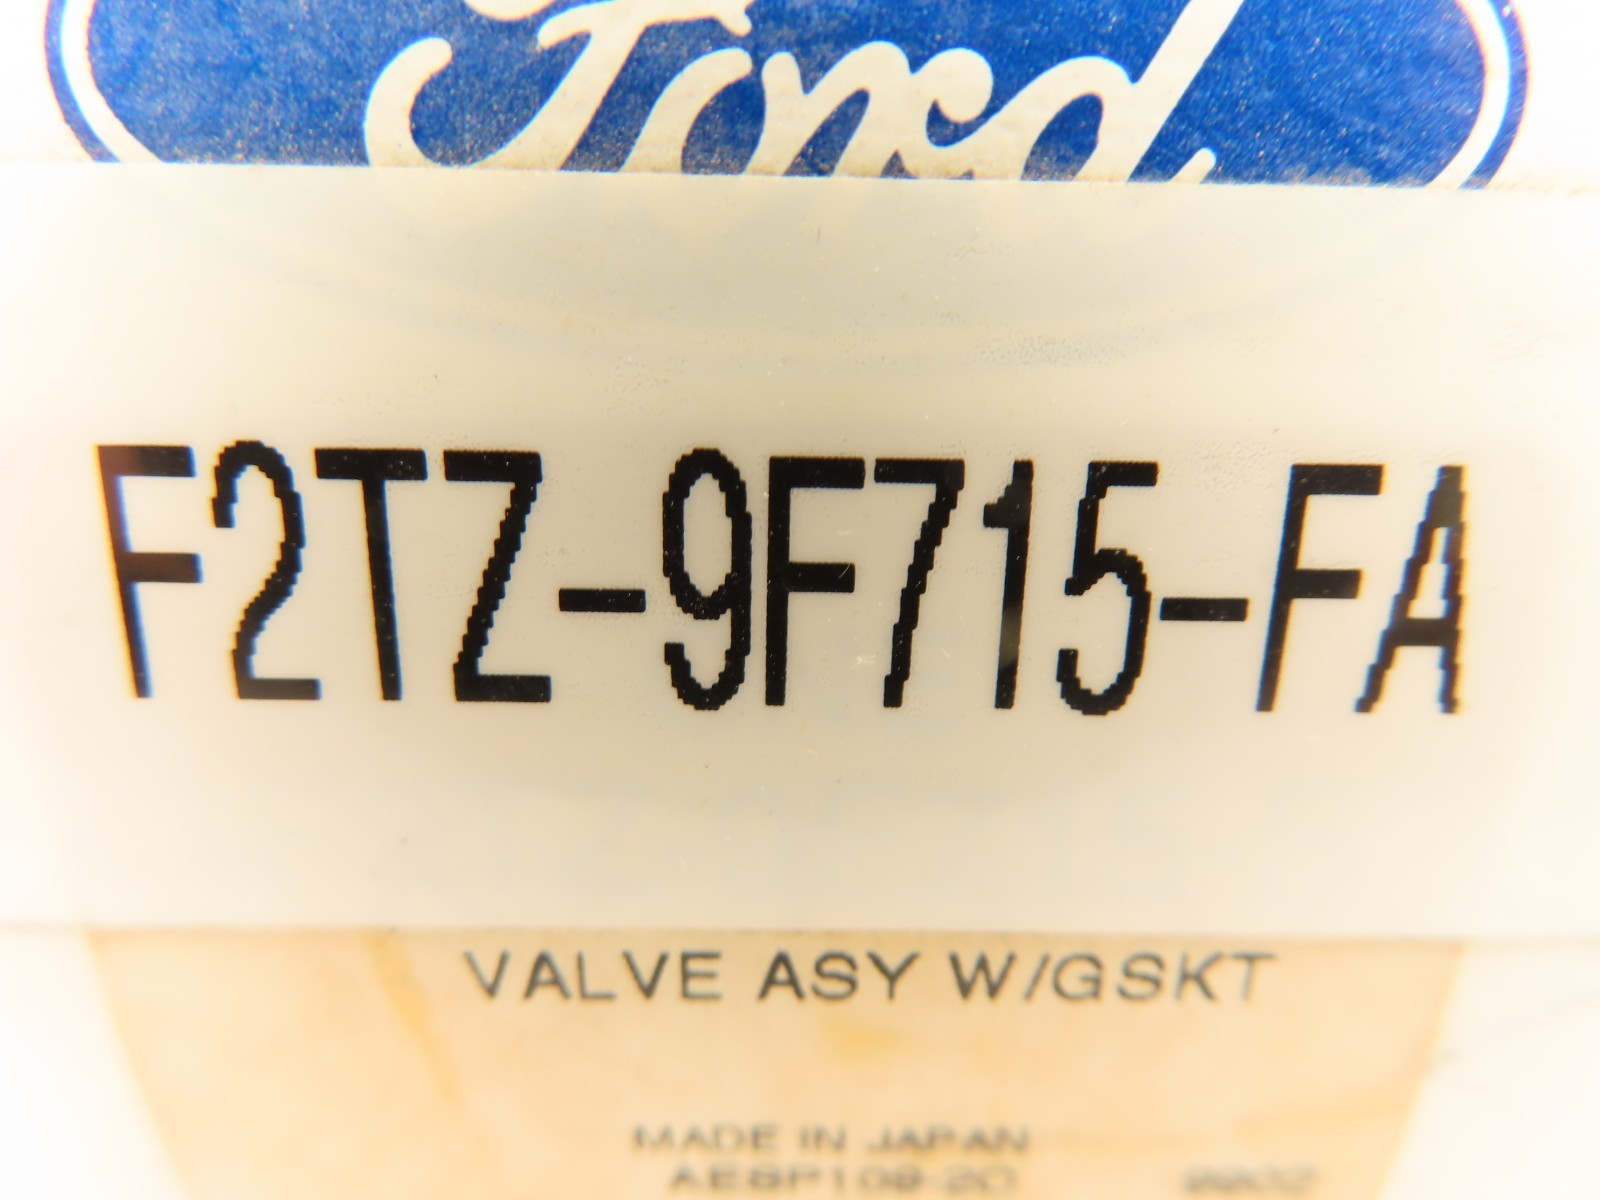 Ford
F2TZ-9F715-FA
VALVE ASY W/GSKT
MADE IN JAPAN